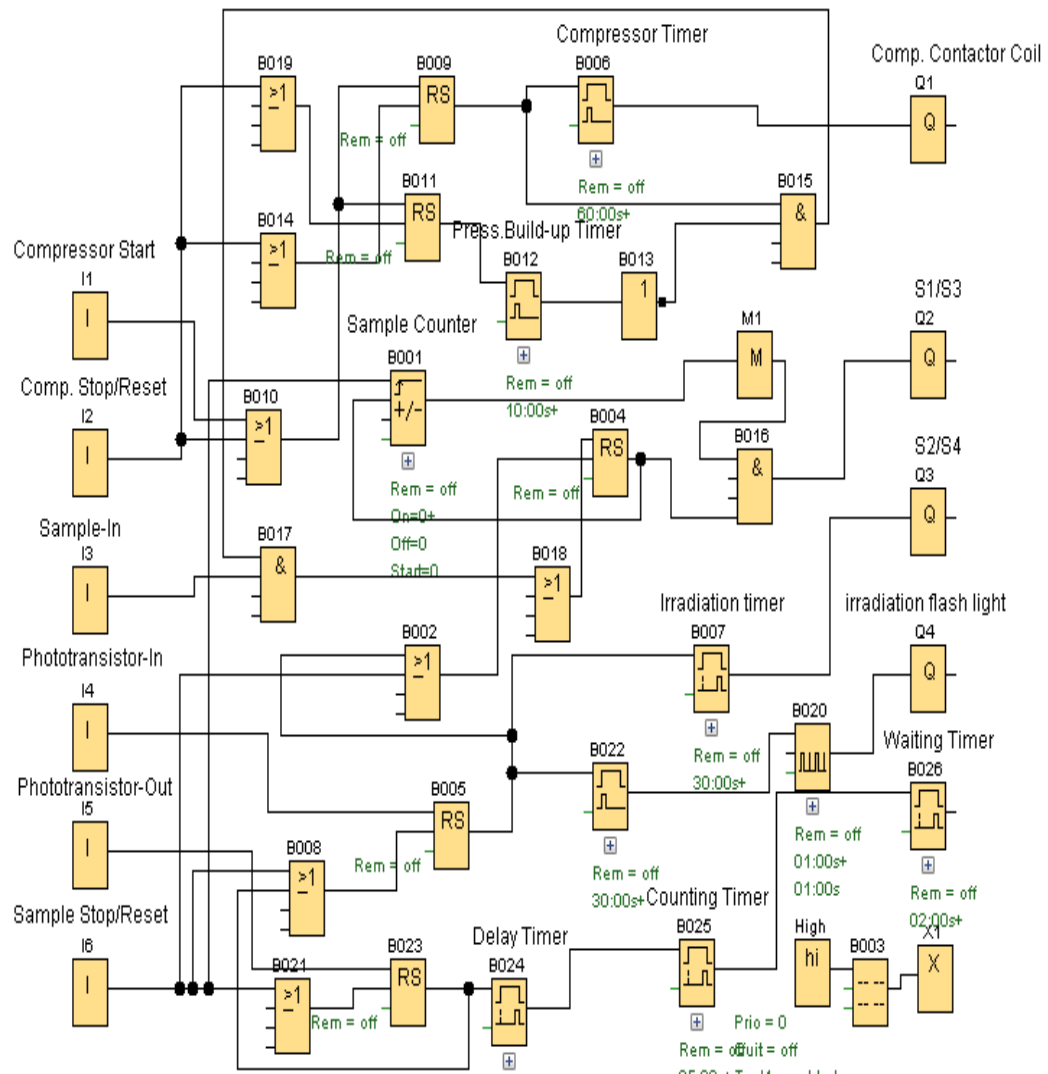 Compressor Timer
Comp. Contactor Coil
B019
B009
B006
Q1
>1
RS
Q
Rem = off
Rem = off
60:00s+
B011
B015
RS
&
B014
>1
Rem = off
Press.Build-up Timer
B012
B013
1
Compressor Start
I1
I
S1/S3
Q2
Q
Sample Counter
B001
+/-
M1
M
Rem = off
10:00s+
Comp. Stop/Reset
I2
I
B010
>1
B004
RS
B016
&
S2/S4
Q3
Q
Rem = off
On=0+
Off=0
Start=0
Rem = off
Sample-In
I3
I
B017
&
B018
>1
Irradiation timer
irradiation flash light
B002
>1
B007
Q4
Q
Phototransistor-In
I4
I
Rem = off
30:00s+
B020
Waiting Timer
B026
B022
Phototransistor-Out
I5
I
B005
RS
Rem = off
Rem = off
01:00s+
01:00s
B008
>1
Rem = off
30:00s+
Rem = off
02:00s+
Counting Timer
B025
Sample Stop/Reset
I6
I
B021
>1
B023
RS
Rem = off
Delay Timer
B024
High
hi
B003
X1
X
Prio = 0
Rem = off
Quit = off